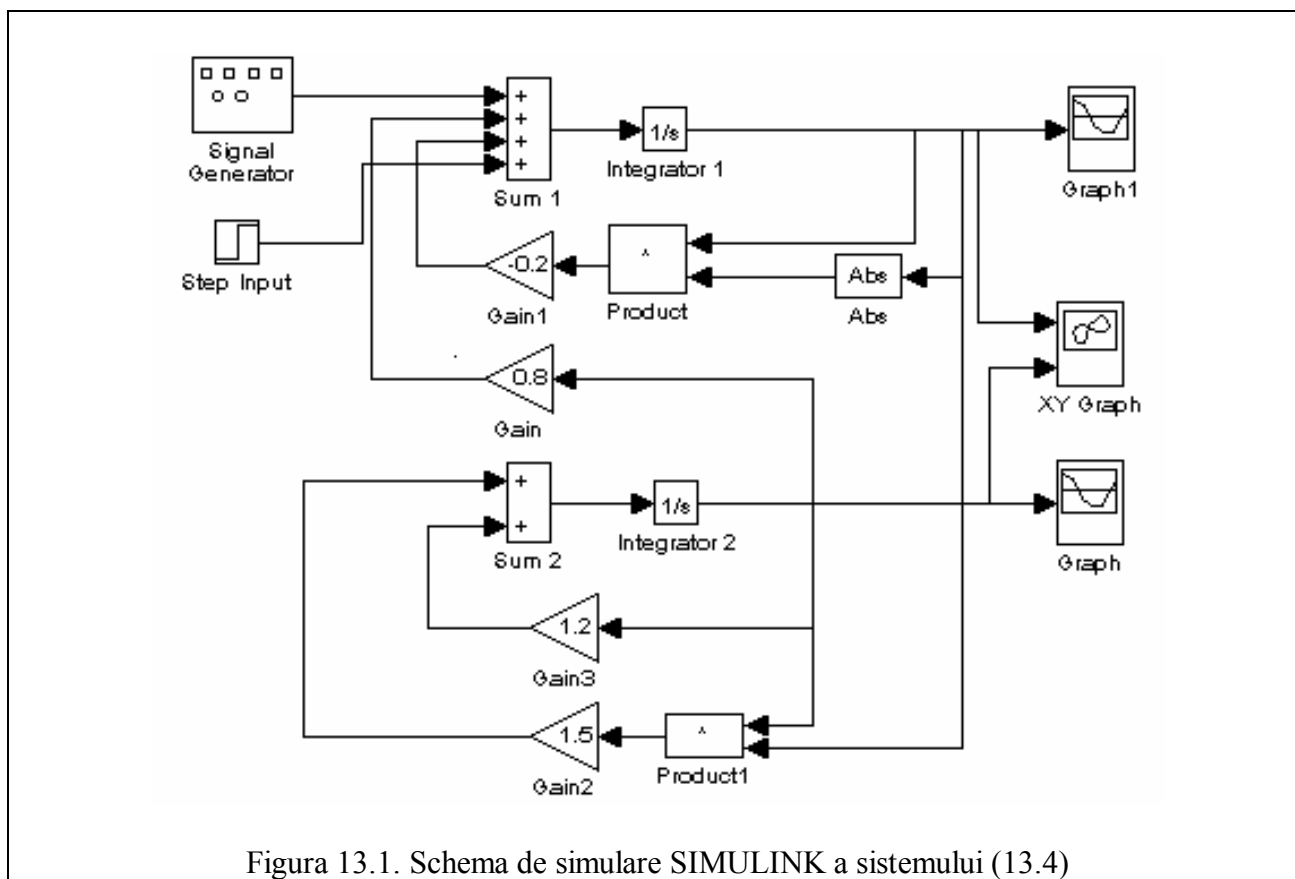 Signal
Generator
+
+
+
+
Sum 1
1/s
Integrator 1
Graph1
Step Input
-0.2
Gain1
^
Product
Abs
Abs
0.8
Gain
XY Graph
+
+
Sum 2
1/s
Integrator 2
Graph
1.2
Gain3
1.5
Gain2
^
Product1
Figura 13.1. Schema de simulare SIMULINK a sistemului (13.4)